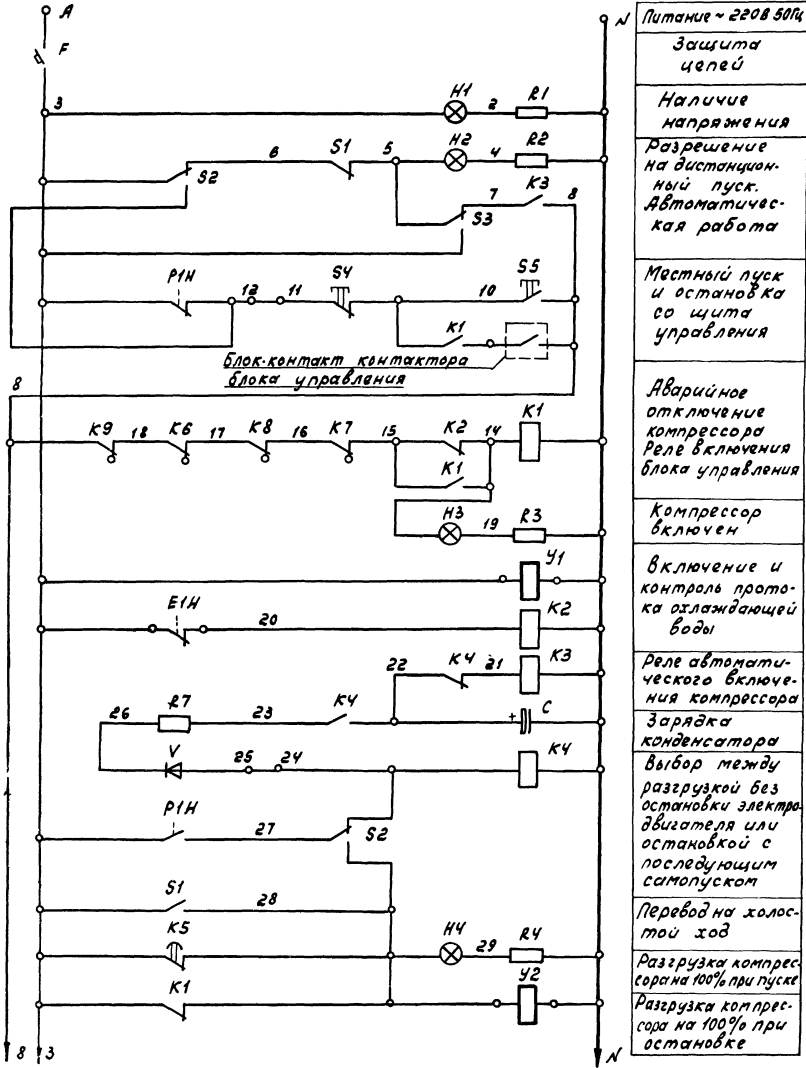 А
N
Питание ~ 220В 50Гц
F
Защита
цепей
3
H1
2
R1
Наличие
напряжения
6
S1
5
H2
4
R2
S2
7
K3
8
S3
Разрешение
на дистанцион-
ный пуск.
Автоматичес-
кая работа
P1H
12
11
S4
10
S5
K1
Блок-контакт контактора
блока управления
Местный пуск
и остановка
со щита
управления
8
K9
18
K6
17
K8
16
K7
15
K2
14
K1
K1
Аварийное
отключение
компрессора
Реле включения
блока управления
H3
19
R3
Компрессор
включен
Y1
E1H
20
K2
Включение и
контроль прото-
ка охлаждающей
воды
22
K4
21
K3
Реле автомати-
ческого включе-
ния компрессора
26
R7
23
K4
+
C
Зарядка
конденсатора
V
25
24
K4
P1H
27
S2
Выбор между
разгрузкой без
остановки электро-
двигателя или
остановкой с
последующим
самопуском
S1
28
Перевод на холос-
той ход
K5
H4
29
R4
Разгрузка компрес-
сора на 100% при пуске
K1
Y2
Разгрузка компрес-
сора на 100% при
остановке
8
3
N